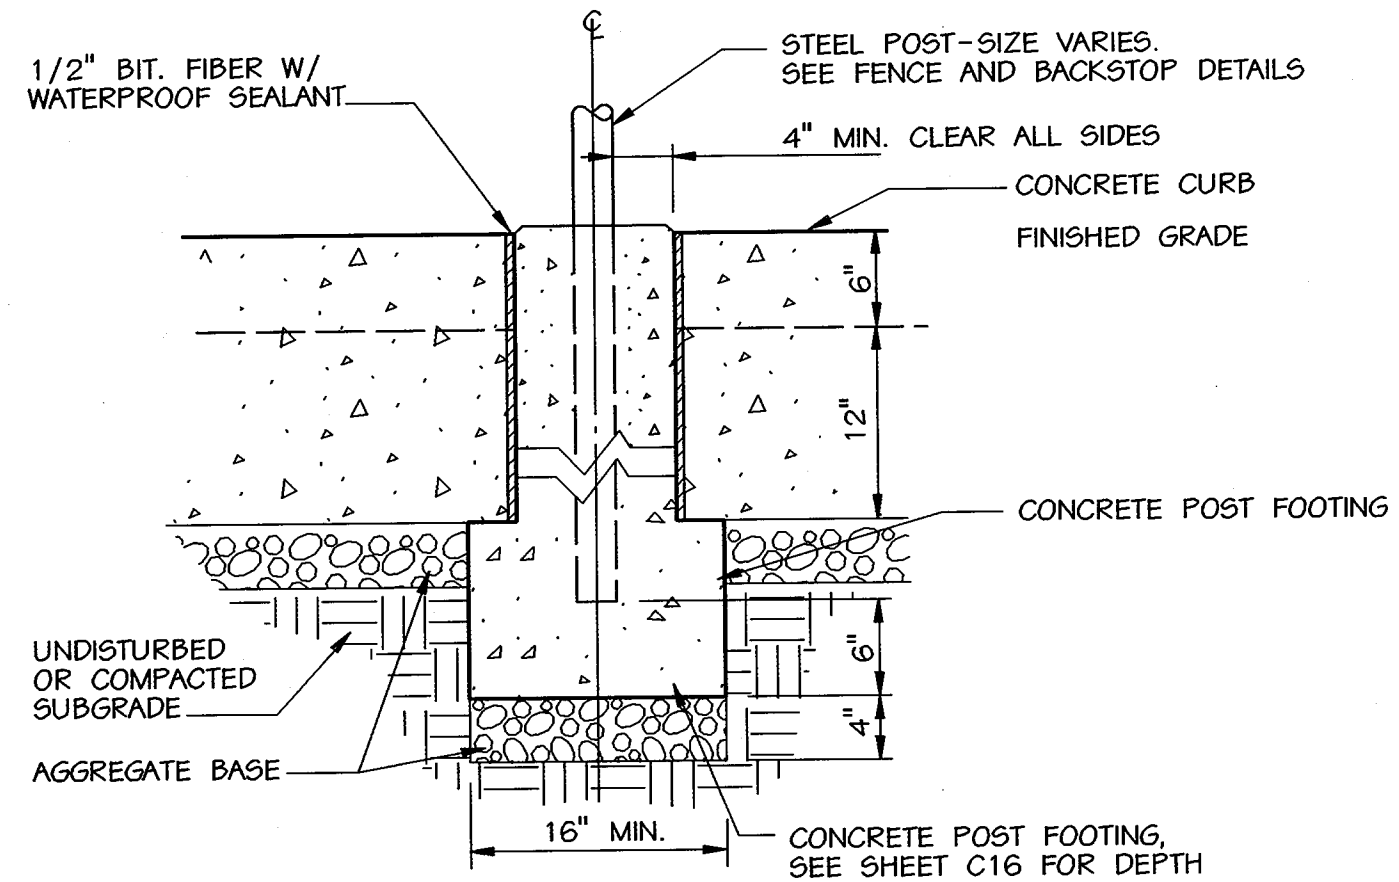 ℄
STEEL POST-SIZE VARIES.
SEE FENCE AND BACKSTOP DETAILS
1/2" BIT. FIBER W/
WATERPROOF SEALANT
4" MIN. CLEAR ALL SIDES
CONCRETE CURB
FINISHED GRADE
6"
12"
CONCRETE POST FOOTING
UNDISTURBED
OR COMPACTED
SUBGRADE
6"
4"
AGGREGATE BASE
16" MIN.
CONCRETE POST FOOTING,
SEE SHEET C16 FOR DEPTH